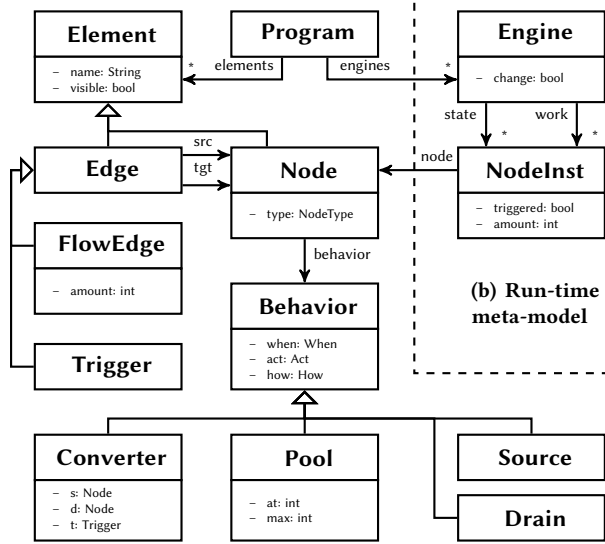 Element
- name: String
- visible: bool
Program
Engine
- change: bool
* elements
engines *
state
work
* *
src
tgt
Edge
Node
- type: NodeType
node
NodeInst
- triggered: bool
- amount: int
FlowEdge
- amount: int
behavior
Behavior
- when: When
- act: Act
- how: How
(b) Run-time
meta-model
Trigger
Converter
- s: Node
- d: Node
- t: Trigger
Pool
- at: int
- max: int
Source
Drain